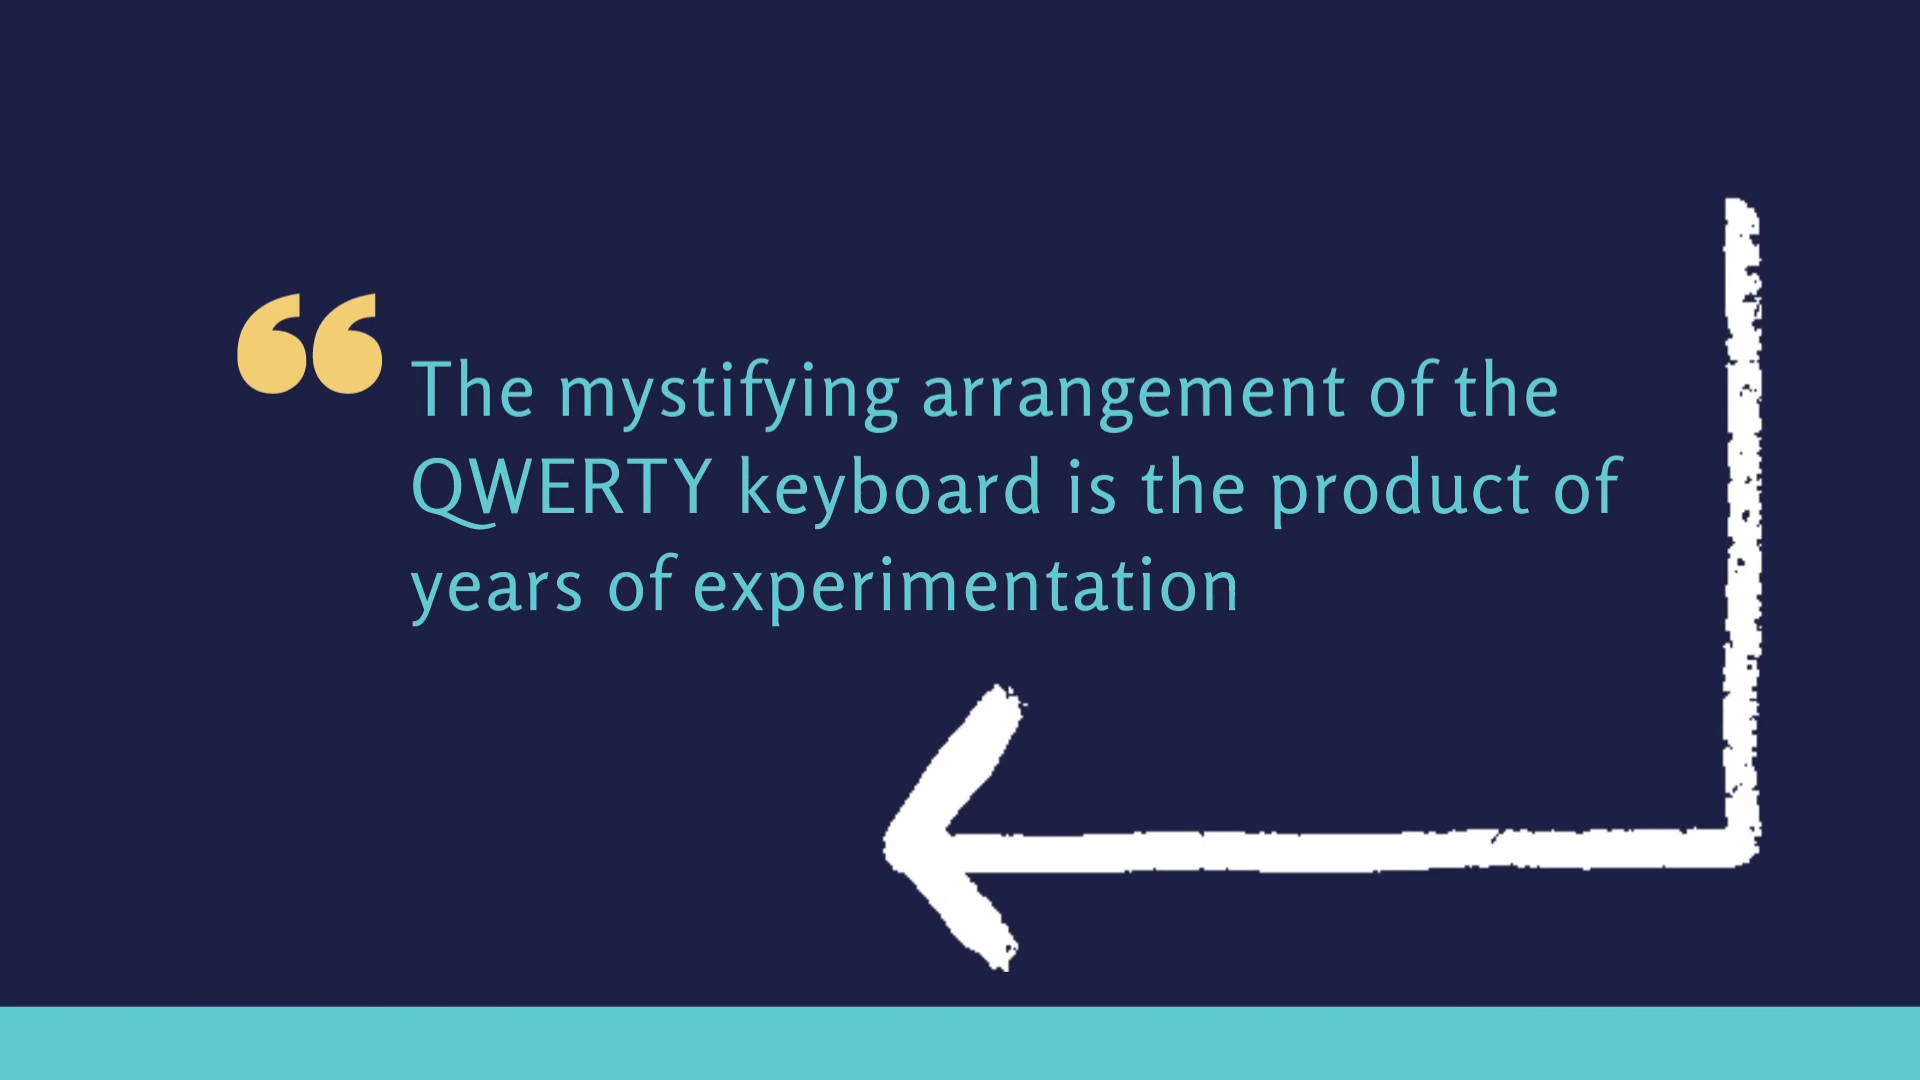 “The mystifying arrangement of the
QWERTY keyboard is the product of
years of experimentation